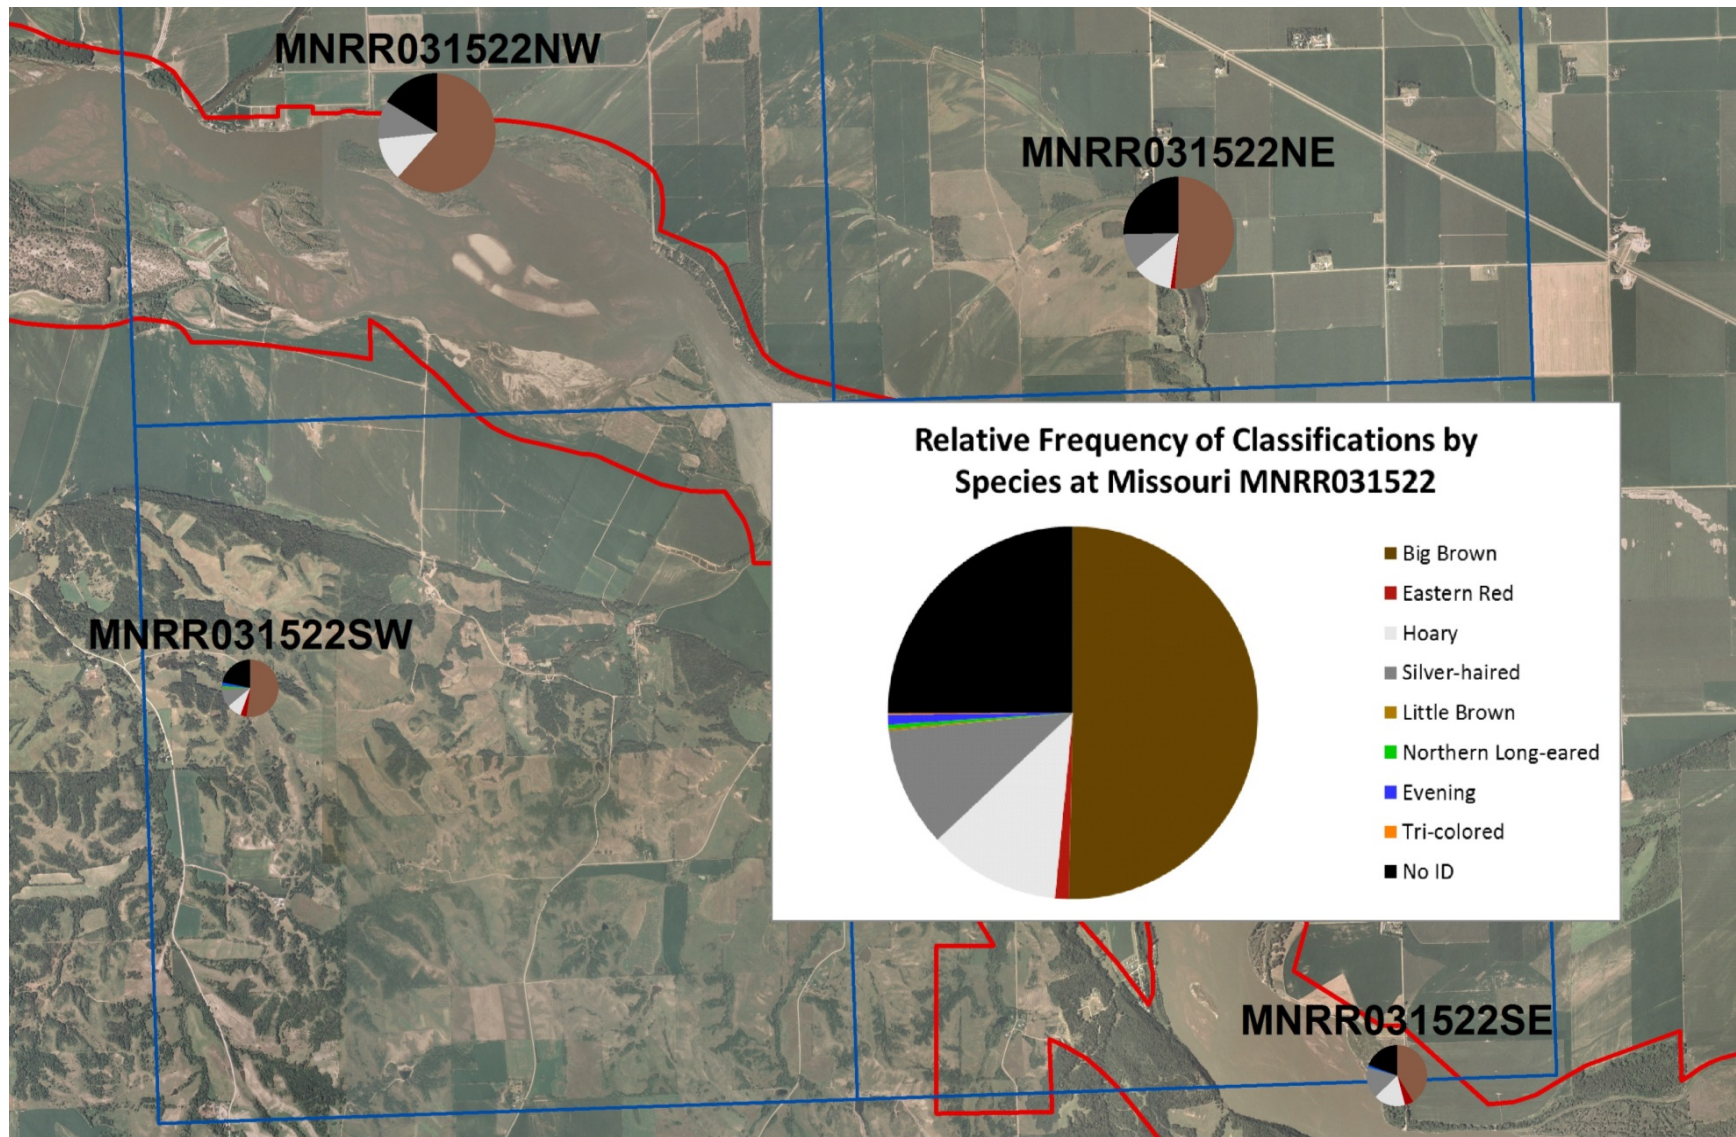 MNRR031522NW
MNRR031522NE
Relative Frequency of Classifications by
Species at Missouri MNRR031522
Big Brown
Eastern Red
Hoary
Silver-haired
Little Brown
Northern Long-eared
Evening
Tri-colored
No ID
MNRR031522SW
MNRR031522SE